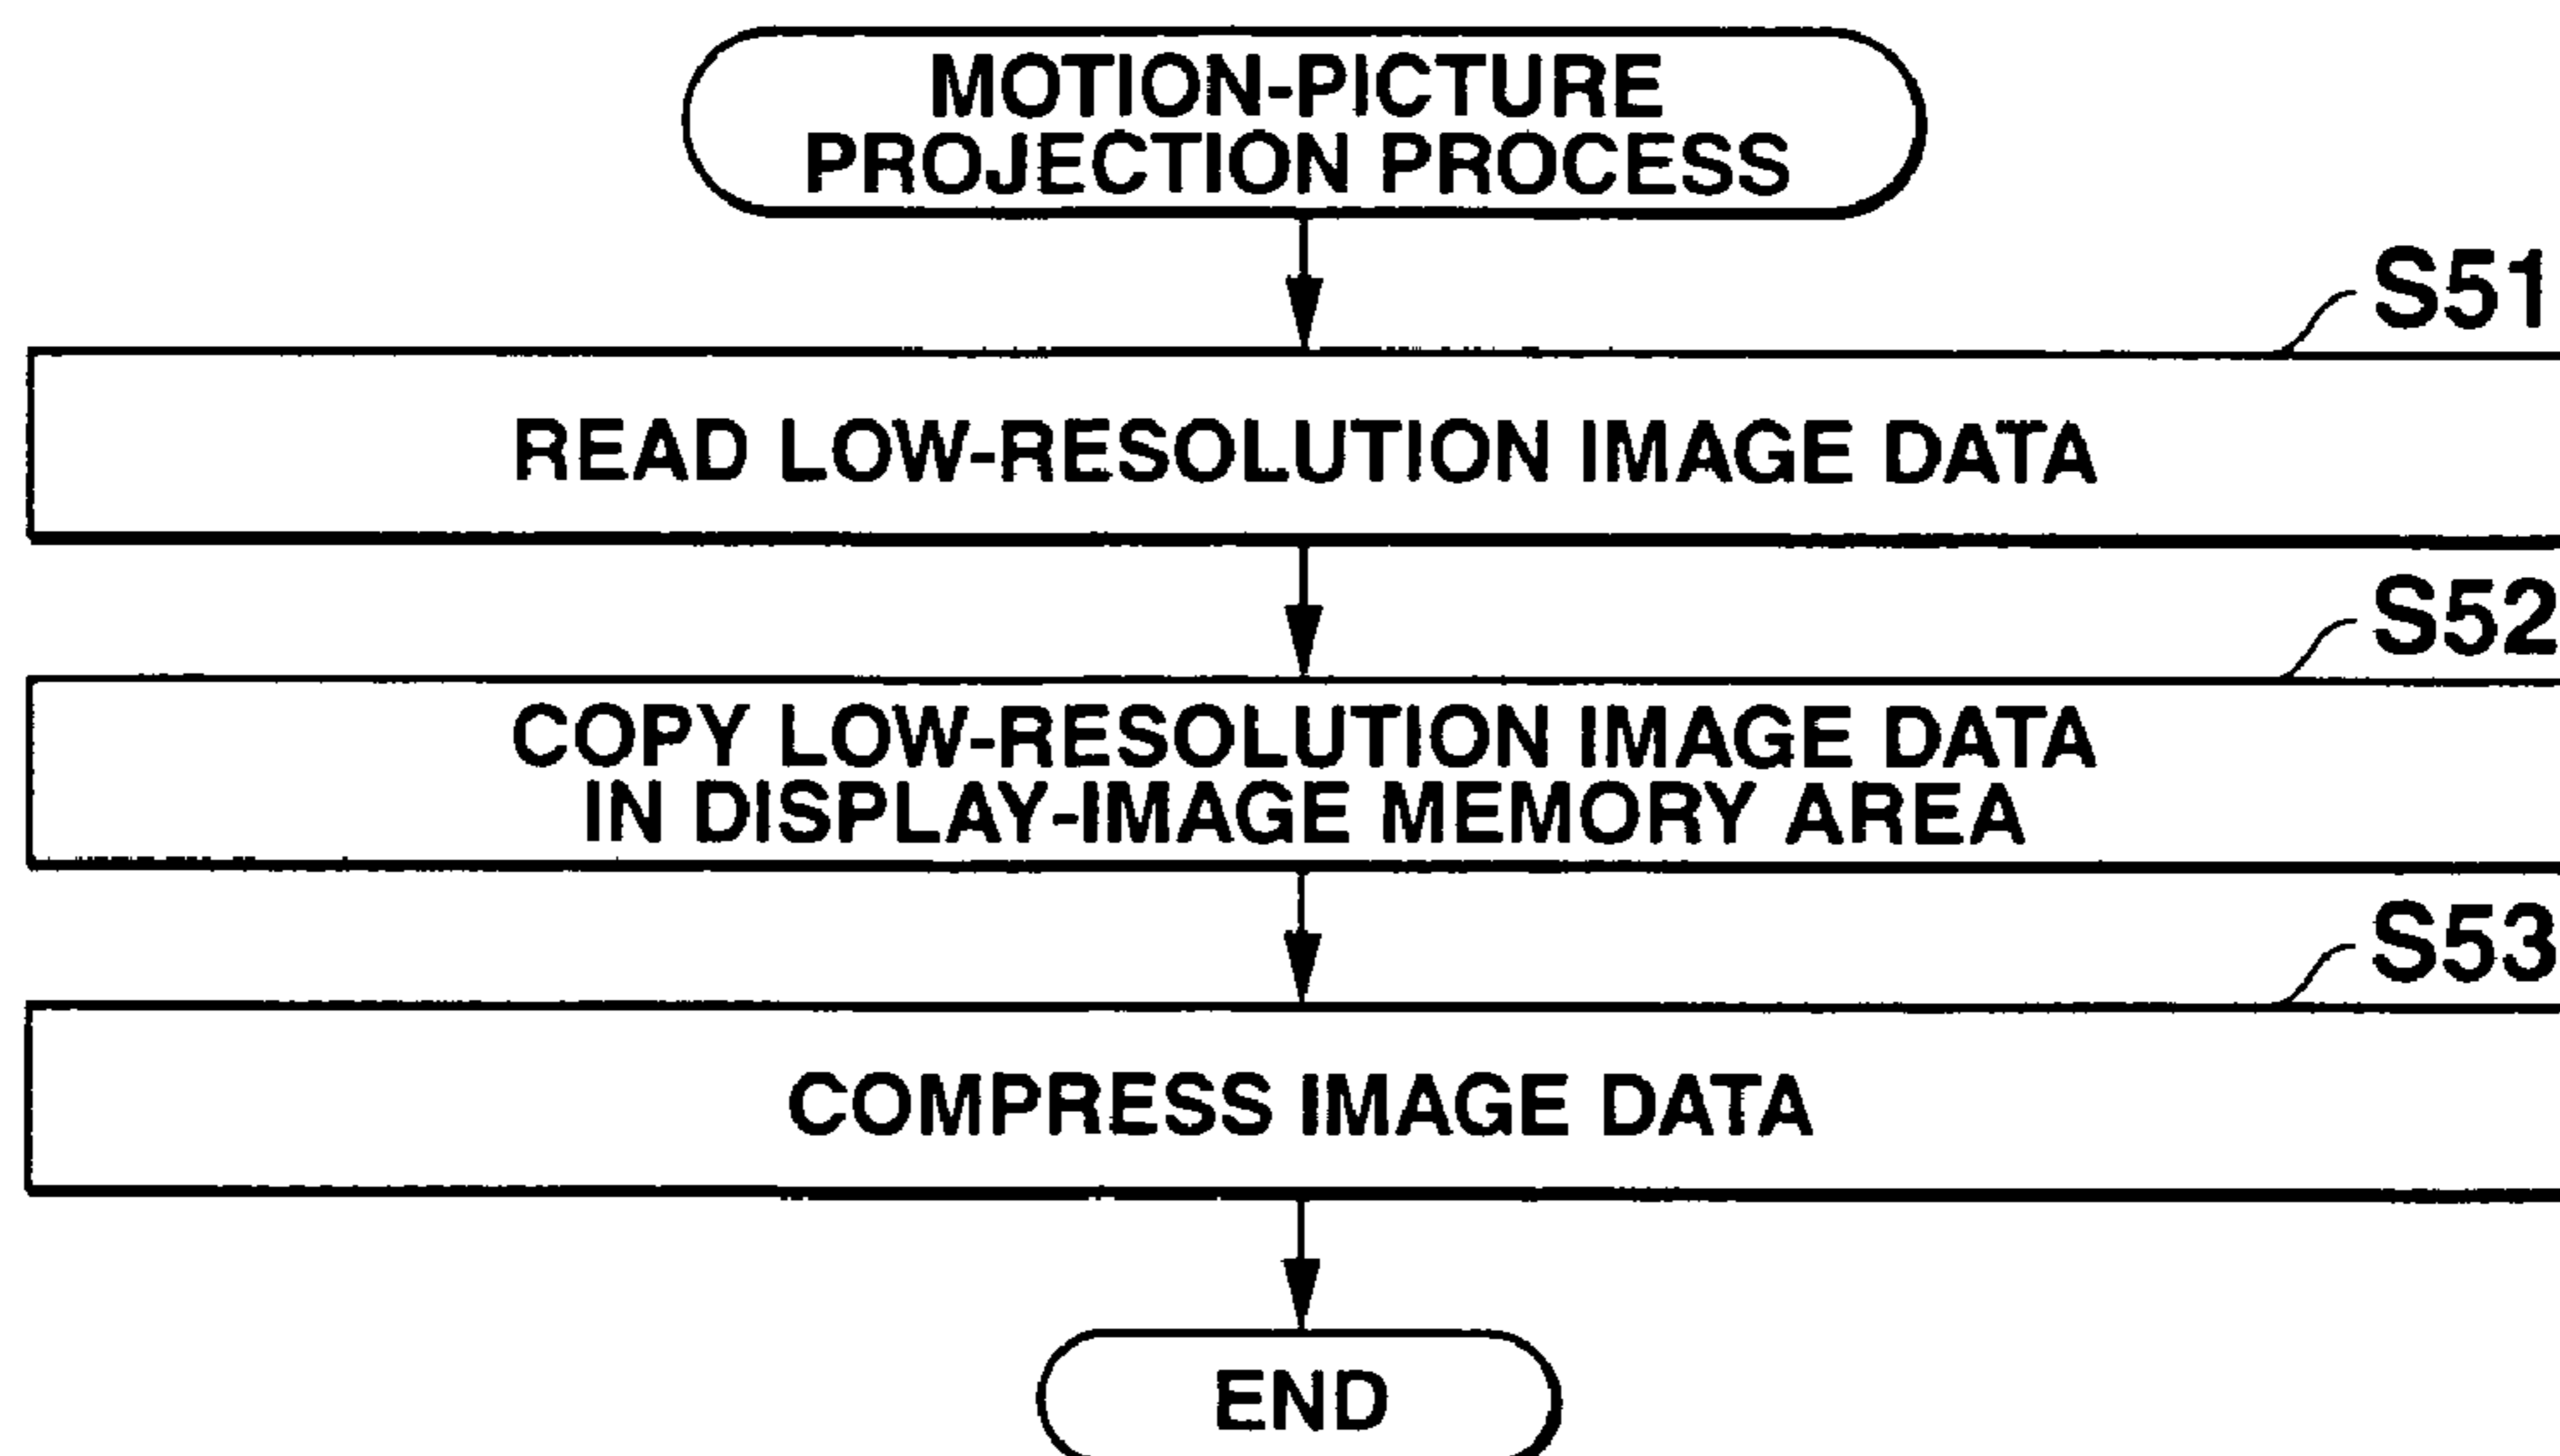 MOTION-PICTURE
PROJECTION PROCESS
S51
READ LOW-RESOLUTION IMAGE DATA
S52
COPY LOW-RESOLUTION IMAGE DATA
IN DISPLAY-IMAGE MEMORY AREA
S53
COMPRESS IMAGE DATA
END